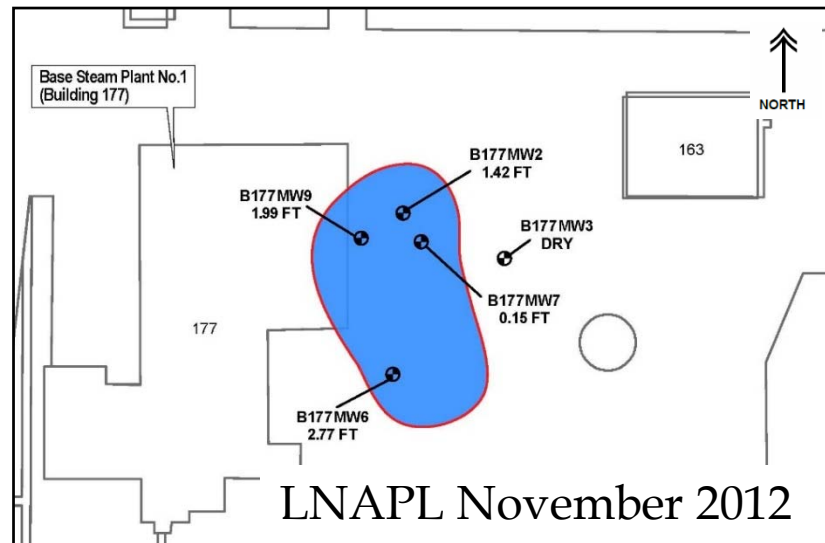 Base Steam Plant No.1
(Building 177)
NORTH
163
B177MW2
1.42 FT
B177MW9
1.99 FT
B177MW3
DRY
B177MW7
0.15 FT
177
B177MW6
2.77 FT
LNAPL November 2012